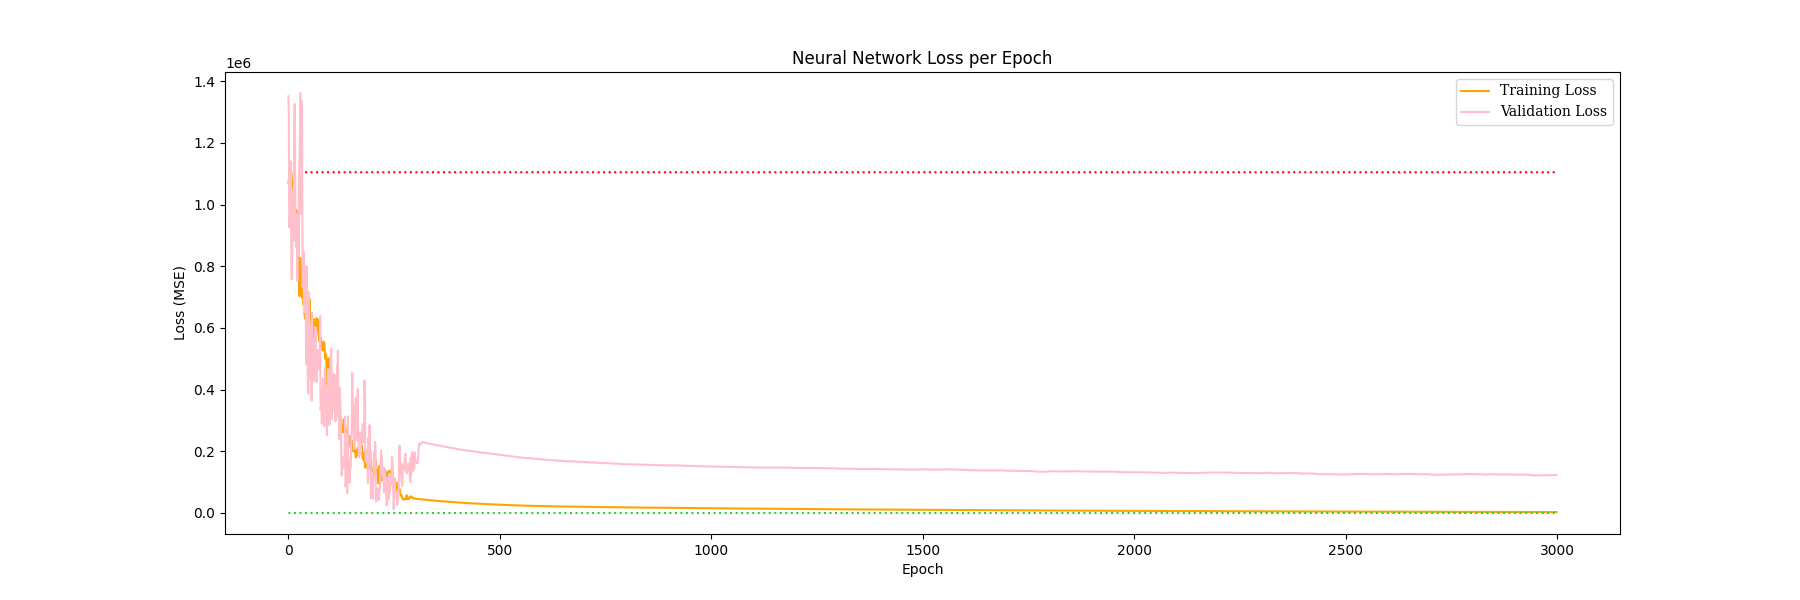 Neural Network Loss per Epoch
1e6
1.4
1.2
1.0
0.8
0.6
0.4
0.2
0.0
Loss (MSE)
Training Loss
Validation Loss
0 500 1000 1500 2000 2500 3000
Epoch